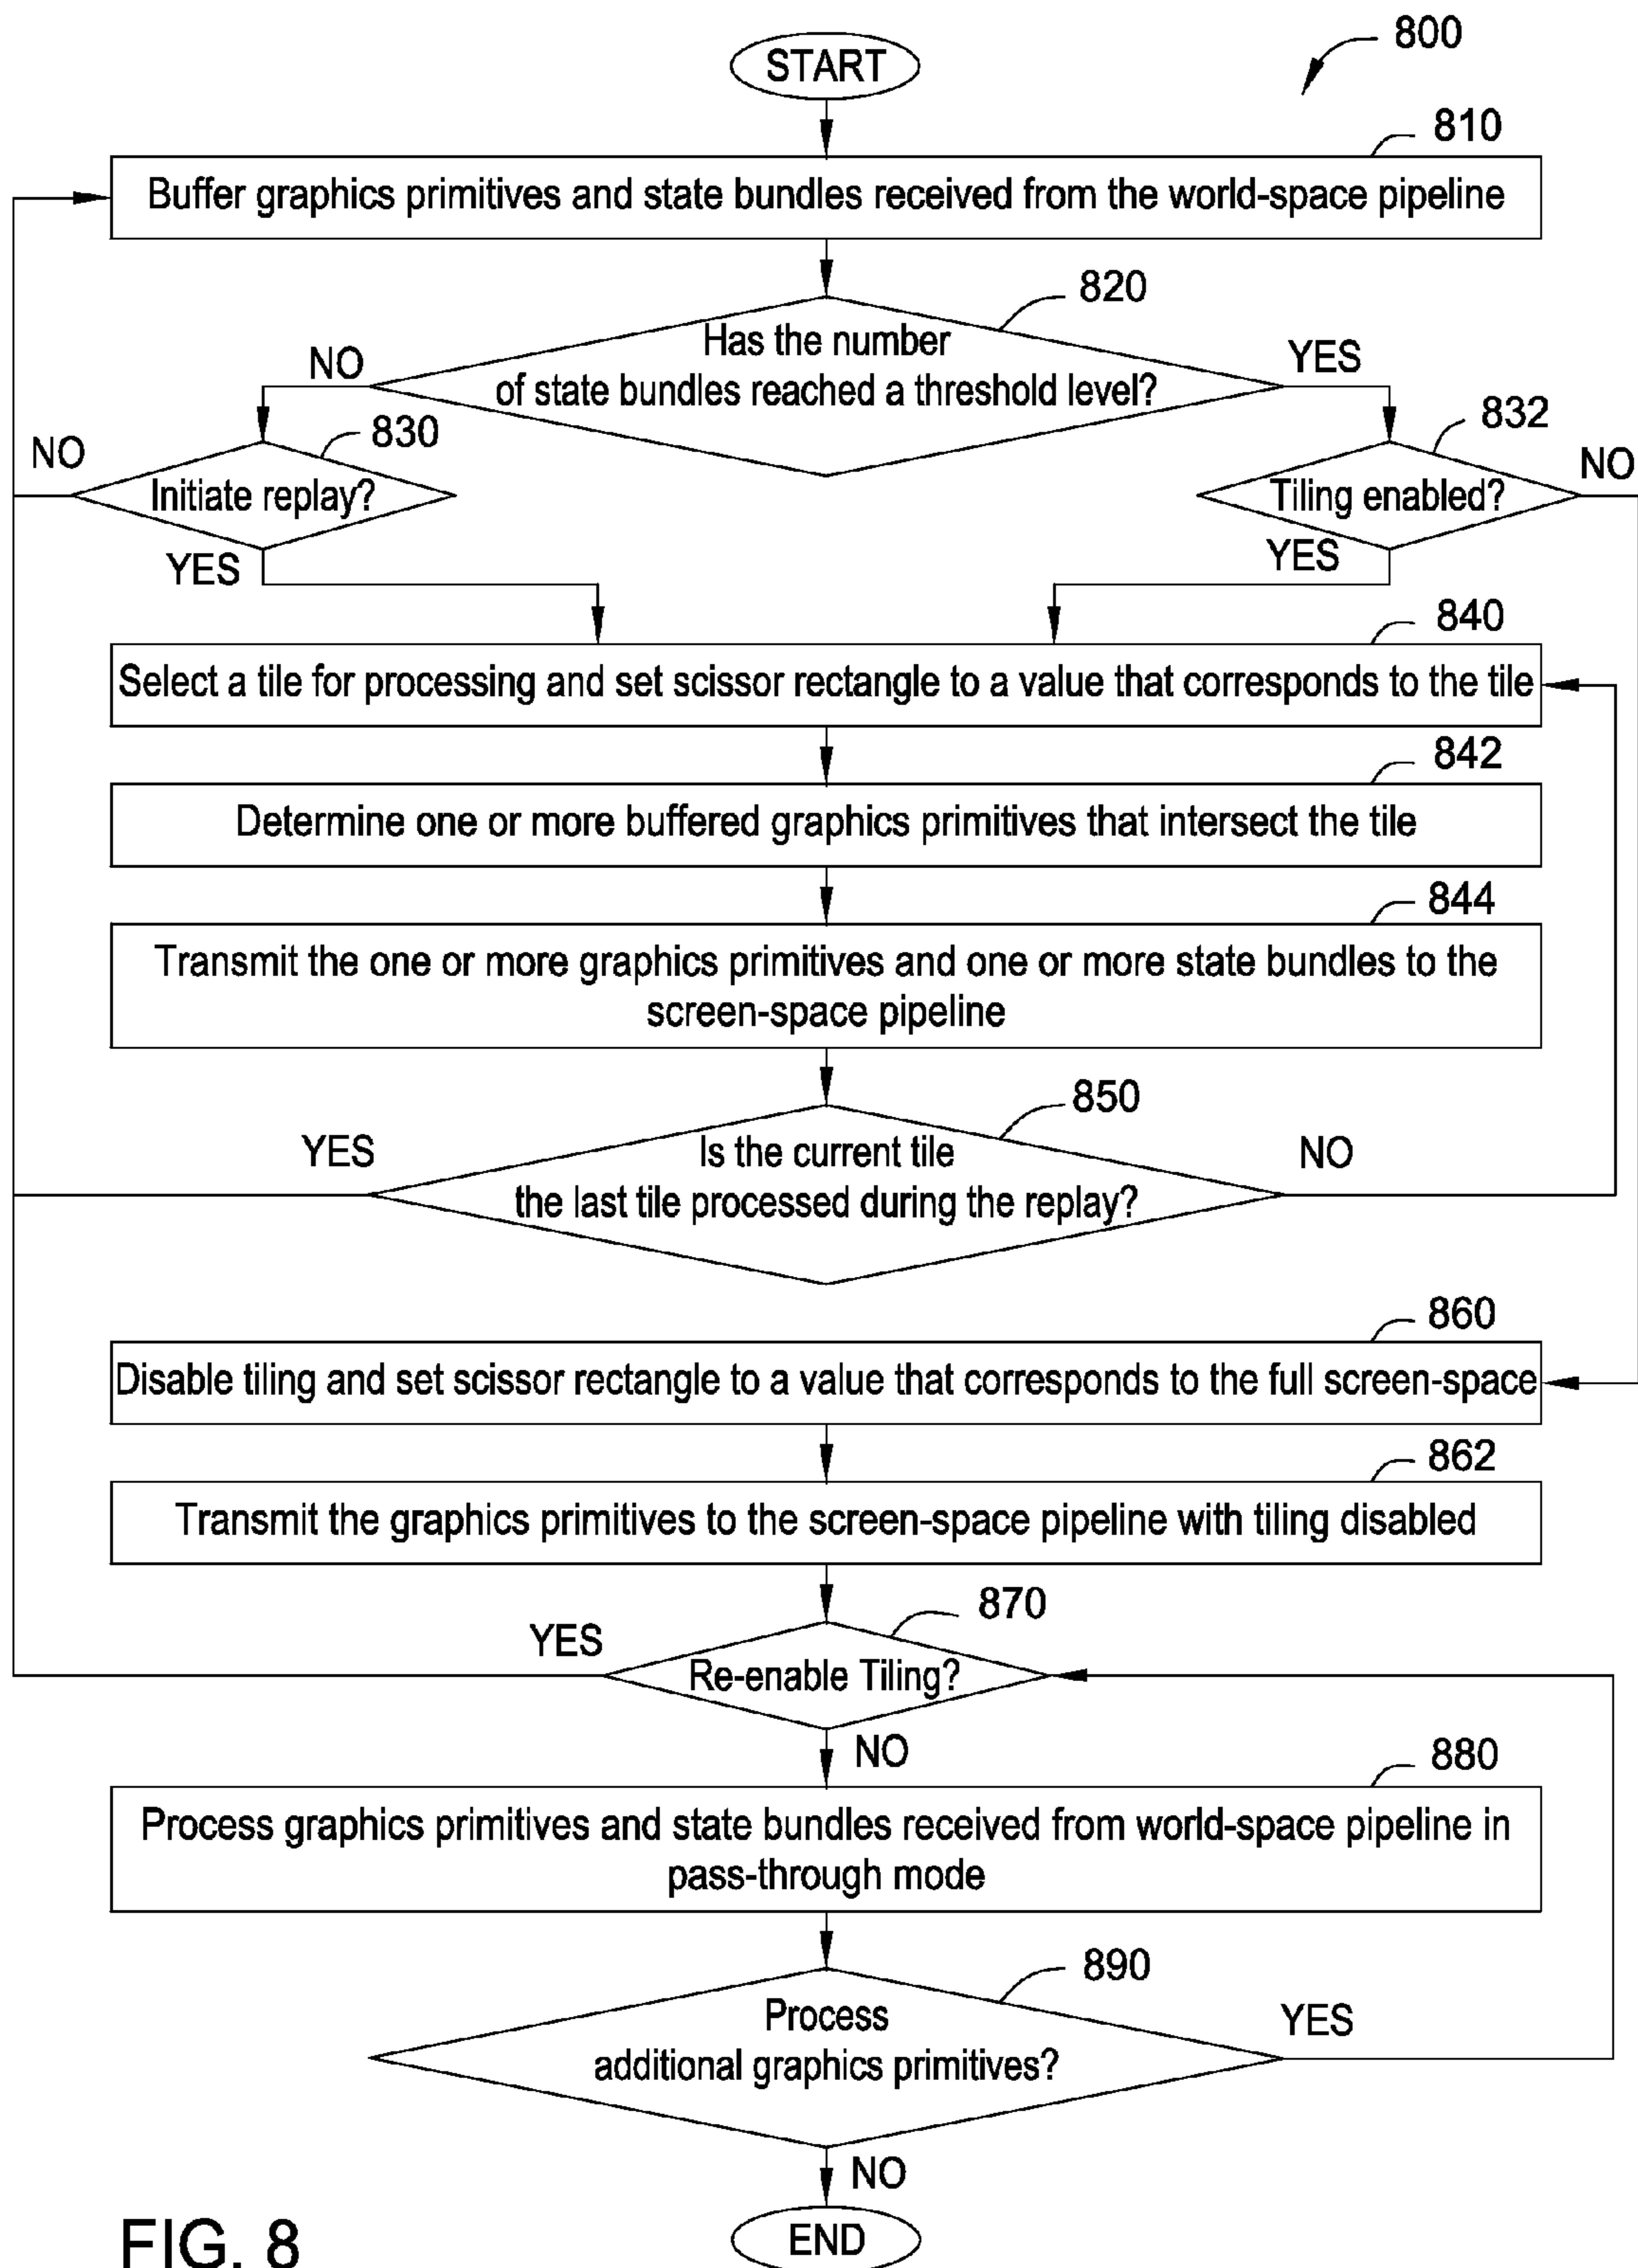 800
START
810
Buffer graphics primitives and state bundles received from the world-space pipeline
820
Has the number
of state bundles reached a threshold level?
NO
YES
830
832
NO
Initiate replay?
Tiling enabled?
NO
YES
YES
840
Select a tile for processing and set scissor rectangle to a value that corresponds to the tile
842
Determine one or more buffered graphics primitives that intersect the tile
844
Transmit the one or more graphics primitives and one or more state bundles to the
screen-space pipeline
850
YES
Is the current tile
the last tile processed during the replay?
NO
860
Disable tiling and set scissor rectangle to a value that corresponds to the full screen-space
862
Transmit the graphics primitives to the screen-space pipeline with tiling disabled
870
YES
Re-enable Tiling?
NO
880
Process graphics primitives and state bundles received from world-space pipeline in
pass-through mode
890
Process
additional graphics primitives?
YES
NO
END
FIG. 8